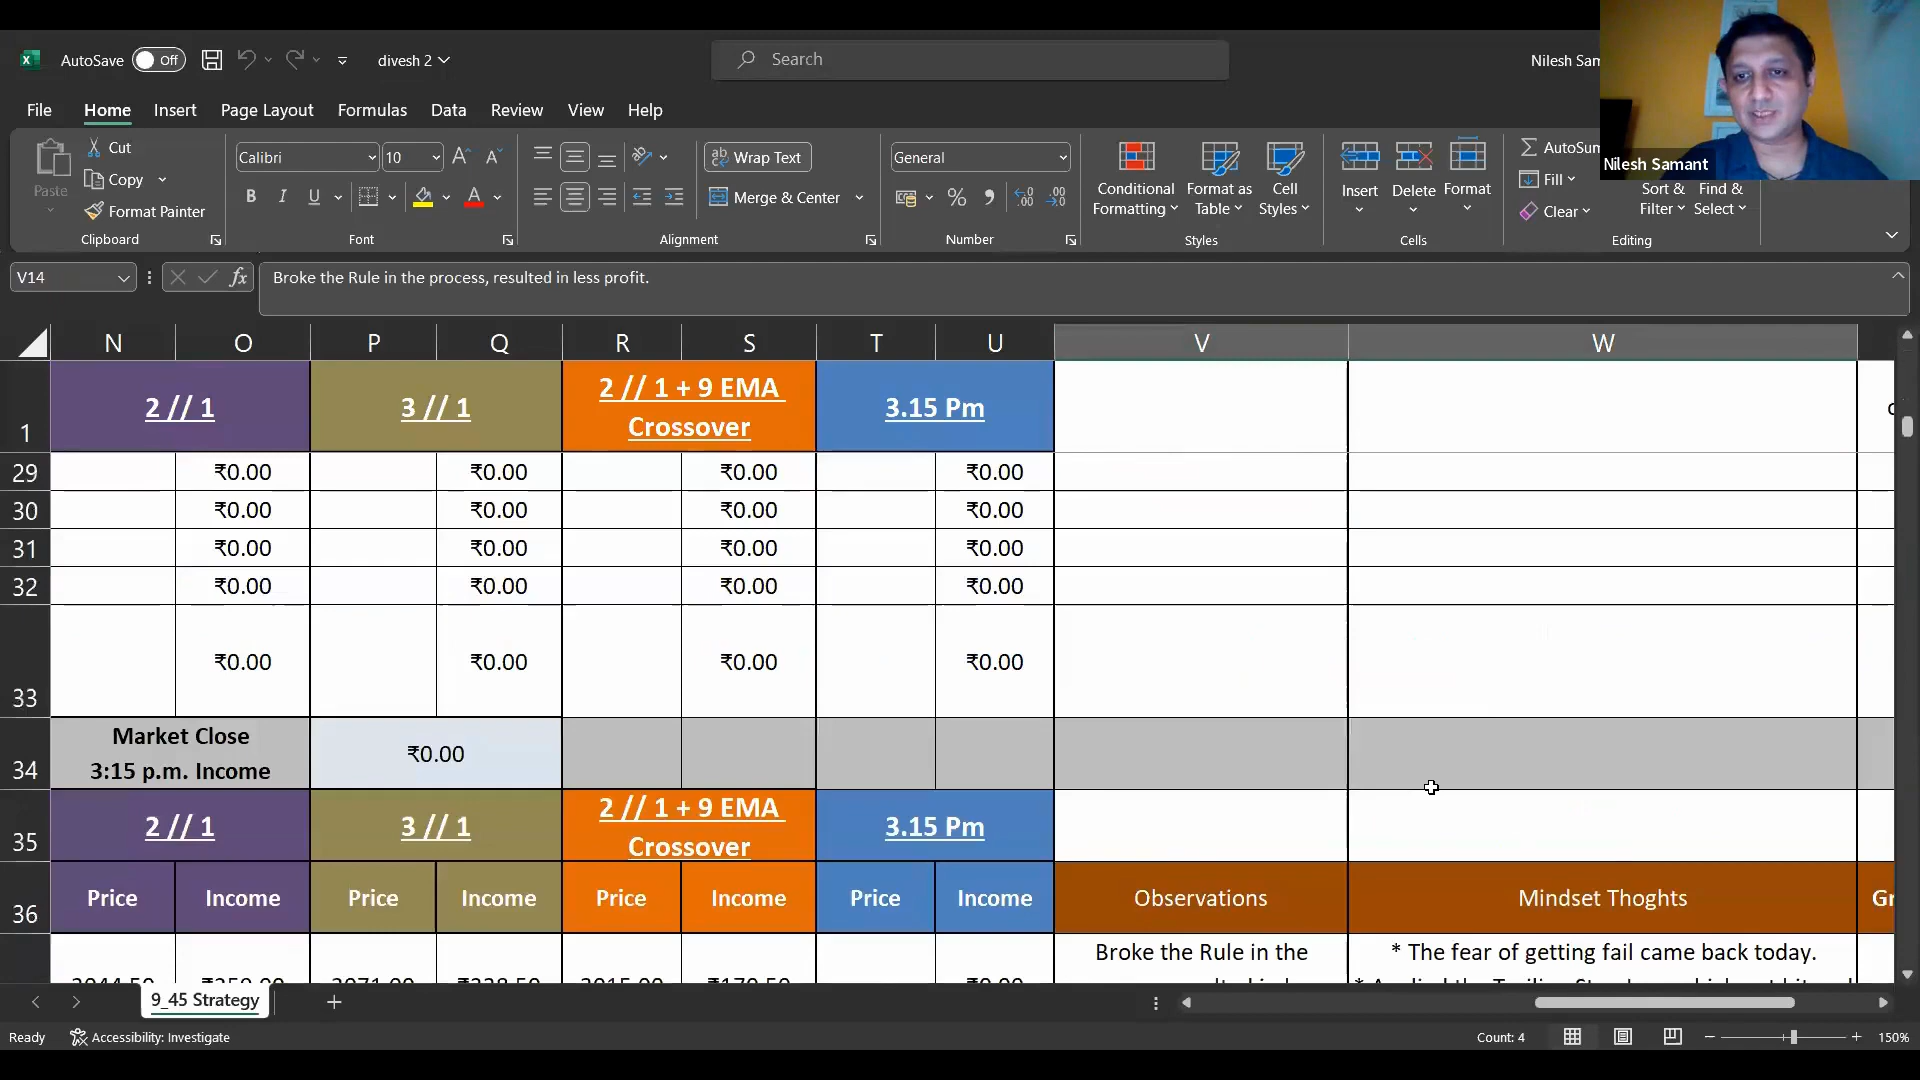 AutoSave Off divesh 2 Search Nilesh Sam
File Home Insert Page Layout Formulas Data Review View Help
Paste Cut Copy Format Painter
Clipboard
Calibri 10
B I U A
Font
Wrap Text
Merge & Center
Alignment
General
% 9
Number
Conditional Formatting
Format as Table
Cell Styles
Styles
Insert Delete Format
Cells
AutoSum
Fill
Clear
Sort & Filter
Find & Select
Editing
Nilesh Samant
V14 fx Broke the Rule in the process, resulted in less profit.
N O P Q R S T U V W
1 2 // 1 3 // 1 2 // 1 + 9 EMA Crossover 3.15 Pm
29 ₹0.00 ₹0.00 ₹0.00 ₹0.00
30 ₹0.00 ₹0.00 ₹0.00 ₹0.00
31 ₹0.00 ₹0.00 ₹0.00 ₹0.00
32 ₹0.00 ₹0.00 ₹0.00 ₹0.00
33 ₹0.00 ₹0.00 ₹0.00 ₹0.00
34 Market Close 3:15 p.m. Income ₹0.00
35 2 // 1 3 // 1 2 // 1 + 9 EMA Crossover 3.15 Pm
36 Price Income Price Income Price Income Price Income Observations Mindset Thoghts Gr
Broke the Rule in the * The fear of getting fail came back today.
9_45 Strategy
Ready Accessibility: Investigate Count: 4 150%